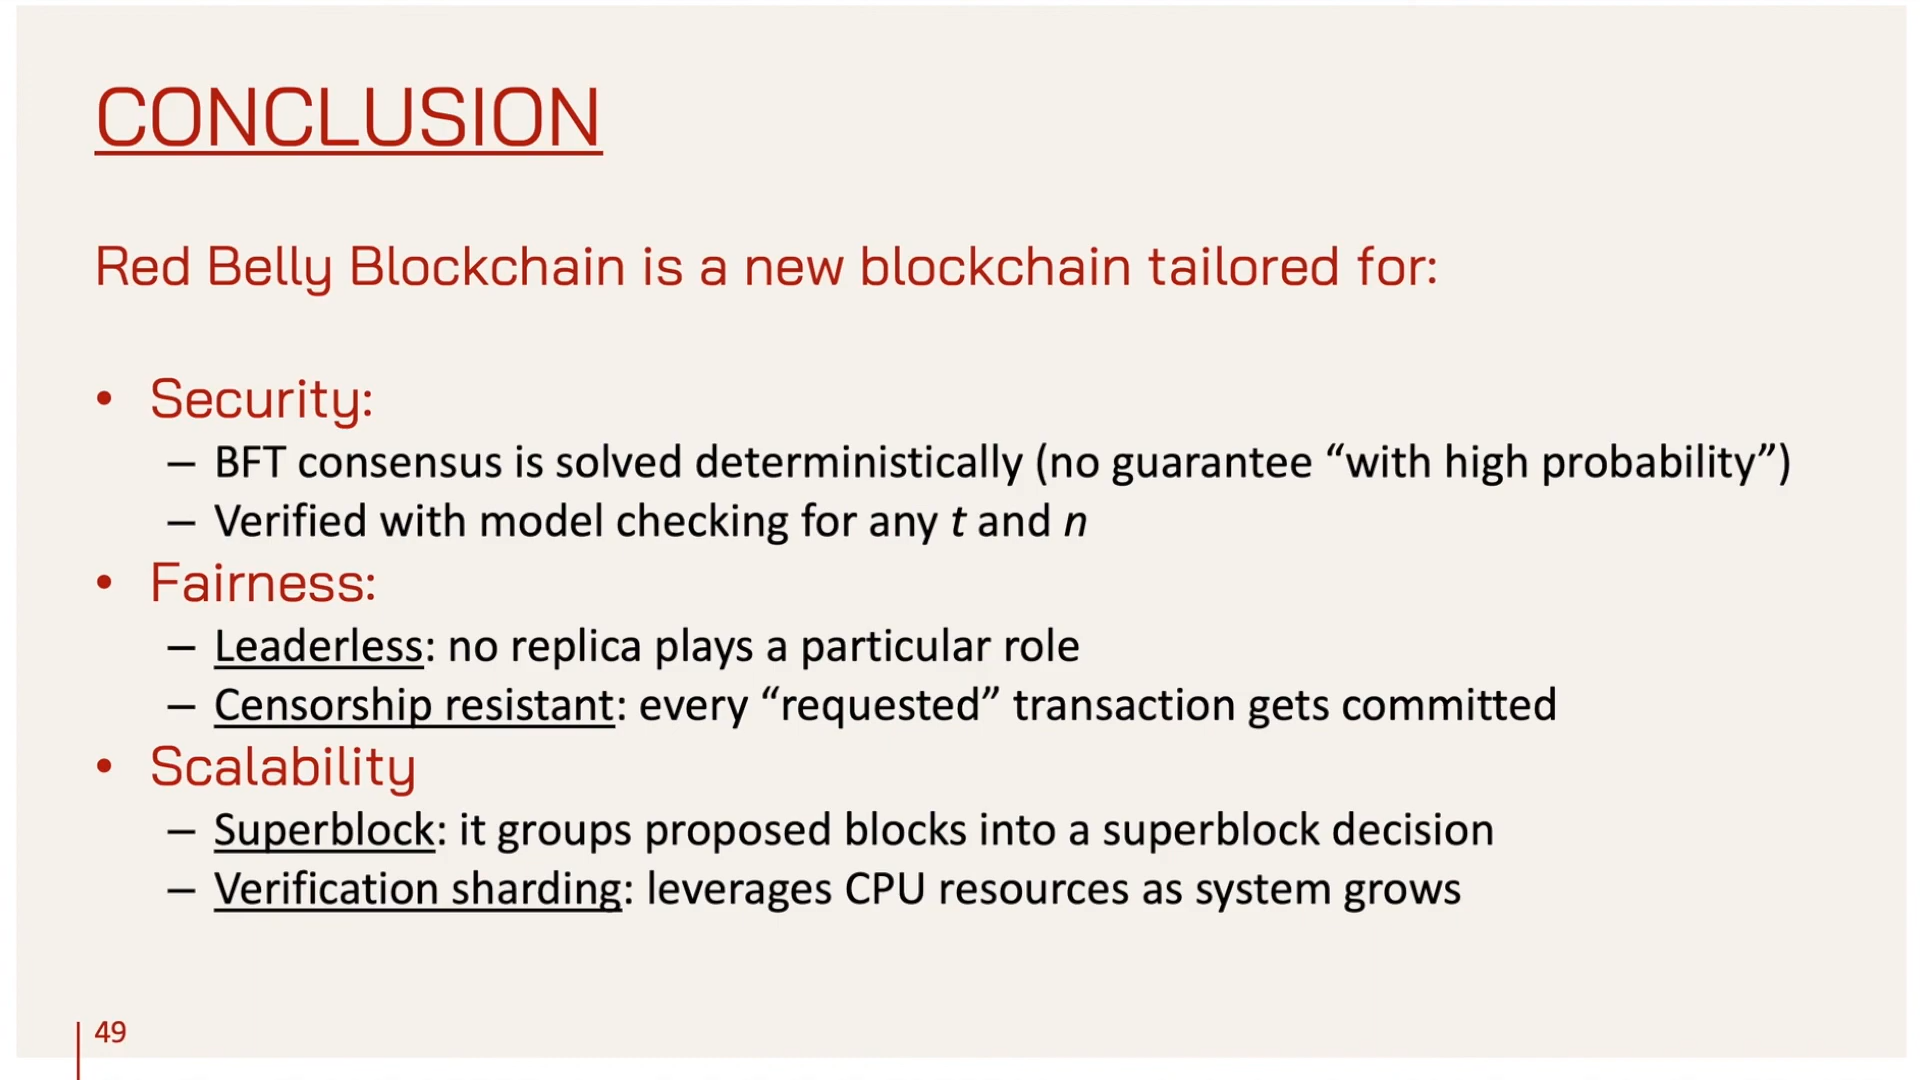 CONCLUSION
Red Belly Blockchain is a new blockchain tailored for:
• Security:
– BFT consensus is solved deterministically (no guarantee “with high probability”)
– Verified with model checking for any t and n
• Fairness:
– Leaderless: no replica plays a particular role
– Censorship resistant: every “requested” transaction gets committed
• Scalability
– Superblock: it groups proposed blocks into a superblock decision
– Verification sharding: leverages CPU resources as system grows
49